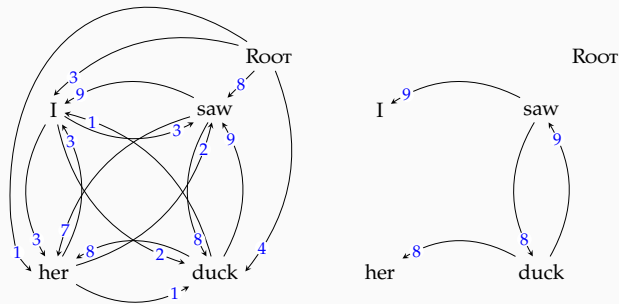 ROOT ROOT
3
9 8 9
I saw I saw
1
3
3 2 9 9
7
3 8 8
1 8 2 4 8
her duck her duck
1